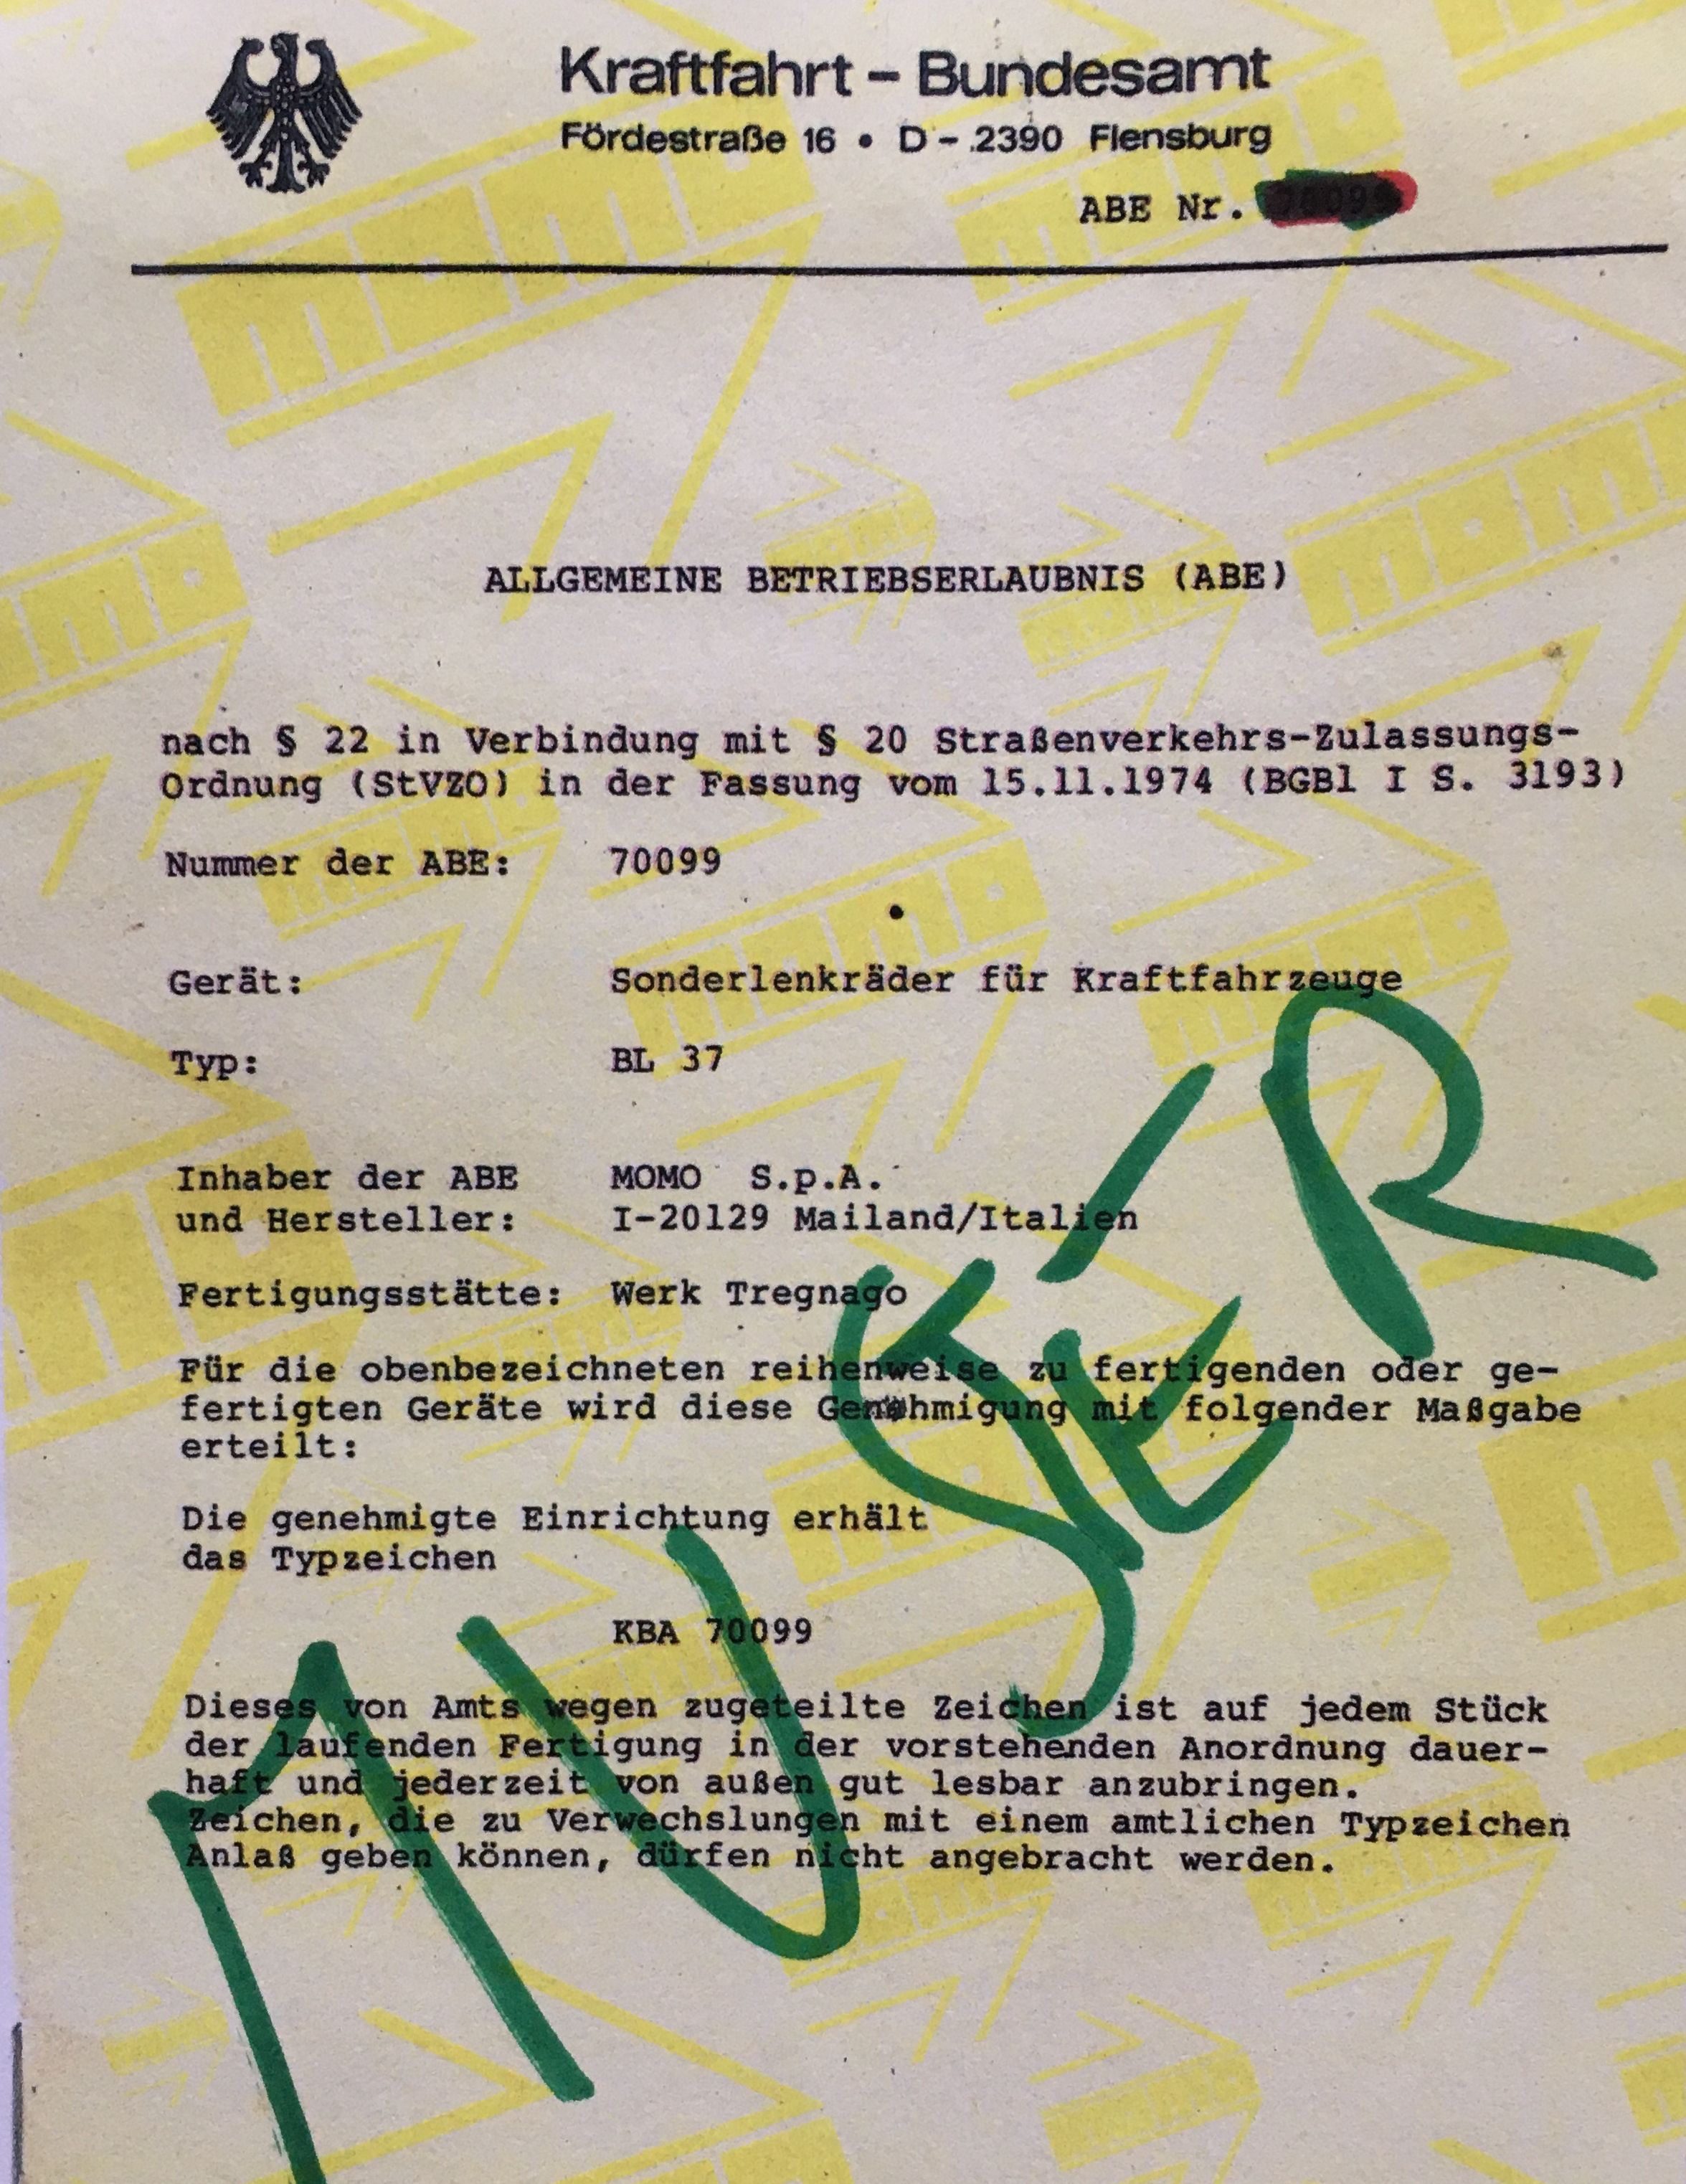 Kraftfahrt - Bundesamt
Fördestraße 16 • D - 2390 Flensburg
ABE Nr. 70099
ALLGEMEINE BETRIEBSERLAUBNIS (ABE)
nach § 22 in Verbindung mit § 20 Straßenverkehrs-Zulassungs-
Ordnung (StVZO) in der Fassung vom 15.11.1974 (BGBl I S. 3193)
Nummer der ABE: 70099
Gerät: Sonderlenkräder für Kraftfahrzeuge
Typ: BL 37
Inhaber der ABE MOMO S.p.A.
und Hersteller: I-20129 Mailand/Italien
Fertigungsstätte: Werk Tregnago
Für die obenbezeichneten reihenweise zu fertigenden oder ge-
fertigten Geräte wird diese Genehmigung mit folgender Maßgabe
erteilt:
Die genehmigte Einrichtung erhält
das Typzeichen
KBA 70099
Dieses von Amts wegen zugeteilte Zeichen ist auf jedem Stück
der laufenden Fertigung in der vorstehenden Anordnung dauer-
haft und jederzeit von außen gut lesbar anzubringen.
Zeichen, die zu Verwechslungen mit einem amtlichen Typzeichen
Anlaß geben können, dürfen nicht angebracht werden.
MUSTER
momo